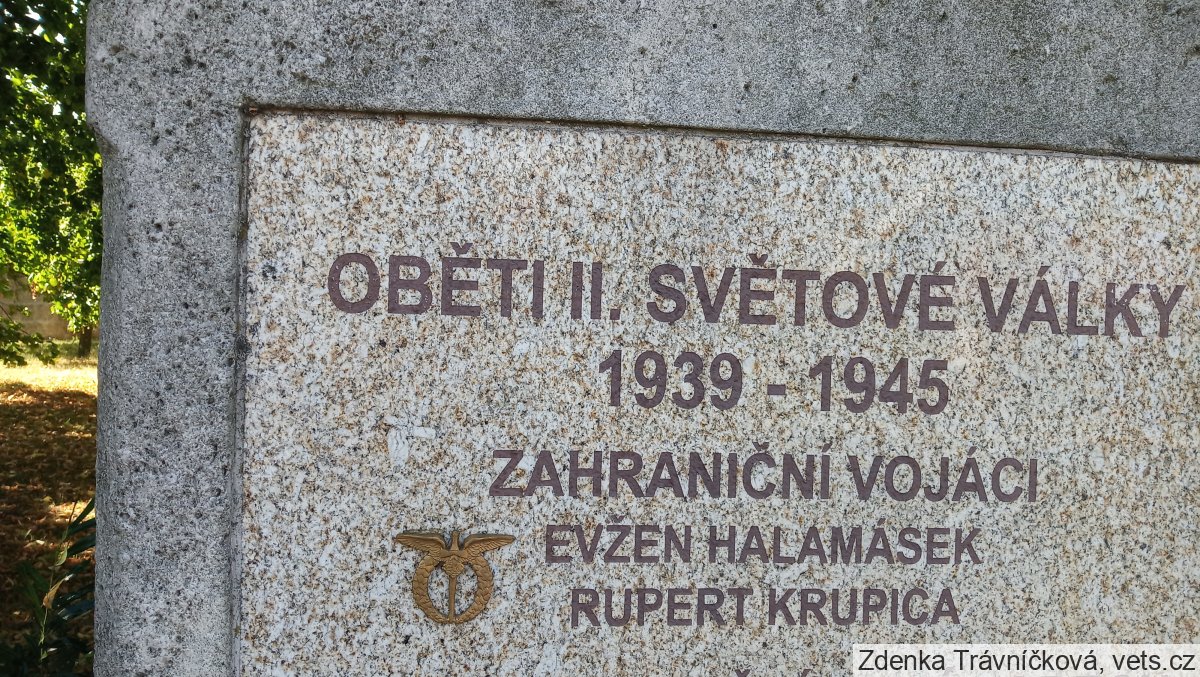 OBĚTI II. SVĚTOVÉ VÁLKY
1939 - 1945
ZAHRANIČNÍ VOJÁCI
EVŽEN HALAMÁSEK
RUPERT KRUPICA
Zdenka Trávníčková, vets.cz